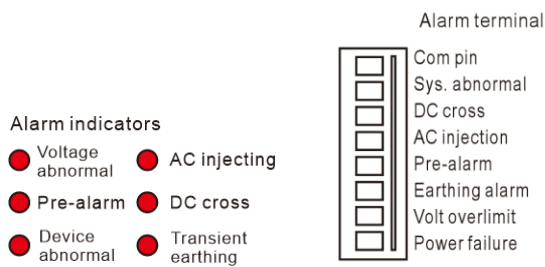 Alarm terminal
Com pin
Sys. abnormal
DC cross
AC injection
Pre-alarm
Earthing alarm
Volt overlimit
Power failure
Alarm indicators
Voltage
abnormal
AC injecting
Pre-alarm
DC cross
Device
abnormal
Transient
earthing